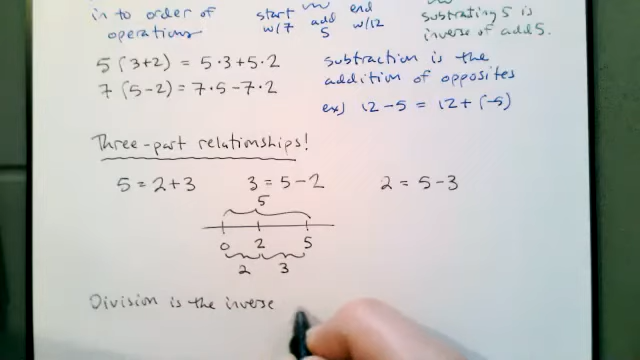 in to order of
operations
start
w/7
add
5
end
w/12
subtrating 5 is
inverse of add 5.
5(3+2) = 5·3+5·2
7(5-2) = 7·5-7·2
subtraction is the
addition of opposites
ex) 12-5 = 12+(-5)
Three-part relationships!
5 = 2+3 3 = 5-2 2 = 5-3
5
0 2 5
2 3
Division is the inverse